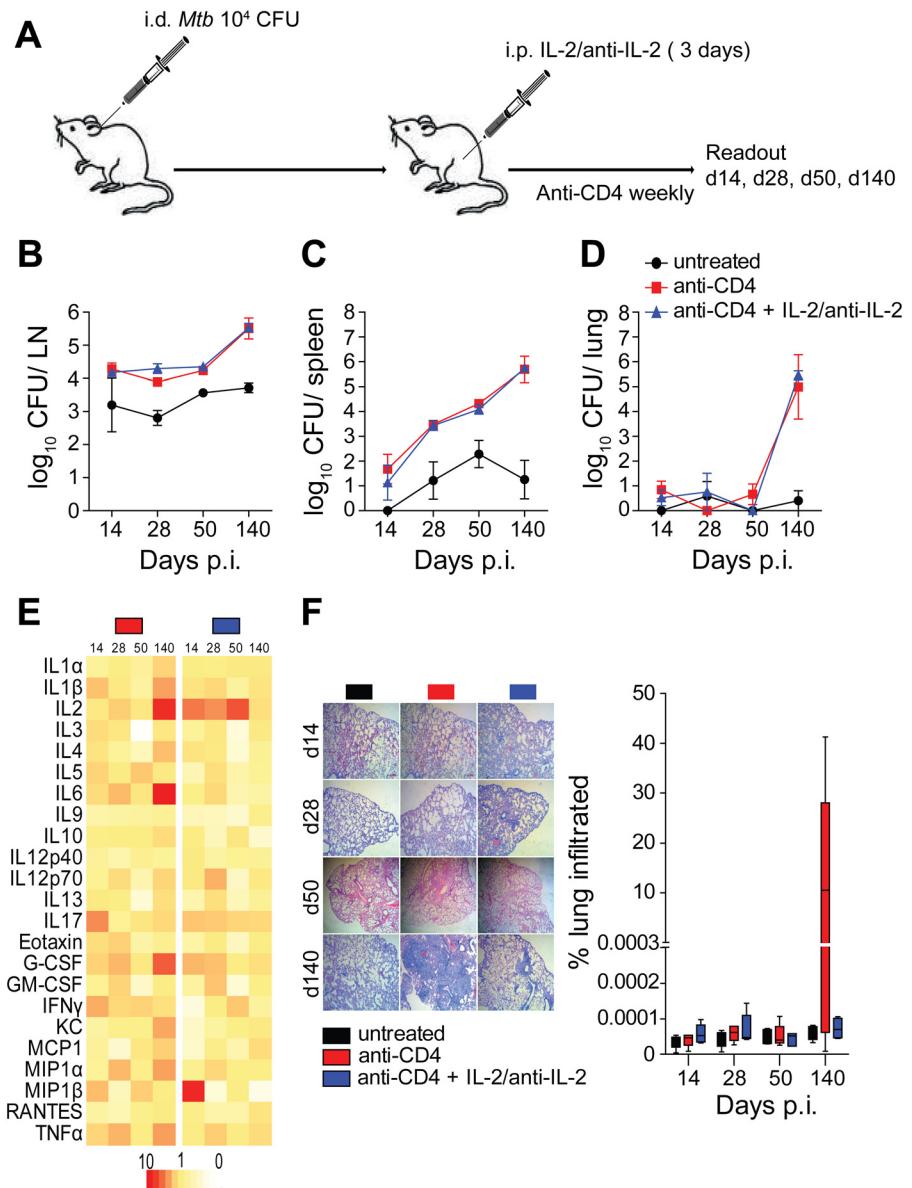 A
i.d. Mtb 10⁴ CFU
i.p. IL-2/anti-IL-2 ( 3 days)
Anti-CD4 weekly
Readout
d14, d28, d50, d140
B
log₁₀ CFU/ LN
6
5
4
3
2
1
0
14 28 50 140
Days p.i.
C
log₁₀ CFU/ spleen
8
7
6
5
4
3
2
1
0
14 28 50 140
Days p.i.
D
untreated
anti-CD4
anti-CD4 + IL-2/anti-IL-2
log₁₀ CFU/ lung
8
7
6
5
4
3
2
1
0
14 28 50 140
Days p.i.
E
14 28 50 140 14 28 50 140
IL1α
IL1β
IL2
IL3
IL4
IL5
IL6
IL9
IL10
IL12p40
IL12p70
IL13
IL17
Eotaxin
G-CSF
GM-CSF
IFNγ
KC
MCP1
MIP1α
MIP1β
RANTES
TNFα
10 1 0
F
d14
d28
d50
d140
untreated
anti-CD4
anti-CD4 + IL-2/anti-IL-2
% lung infiltrated
50
40
30
20
10
0.0003
0.0002
0.0001
0
14 28 50 140
Days p.i.